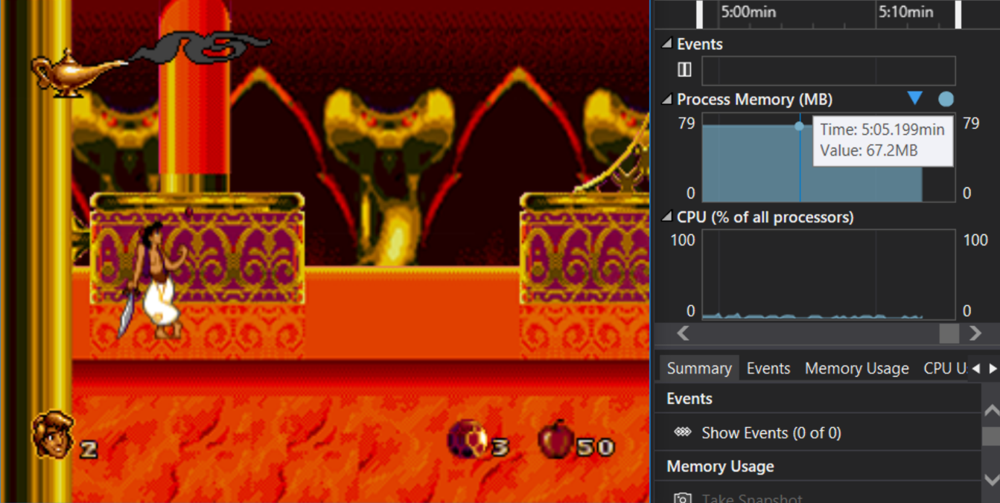 5:00min 5:10min
Events
Process Memory (MB)
79 79
Time: 5:05.199min
Value: 67.2MB
0 0
CPU (% of all processors)
100 100
0 0
Summary Events Memory Usage CPU U
Events
Show Events (0 of 0)
Memory Usage
Take Snapshot
2 3 50